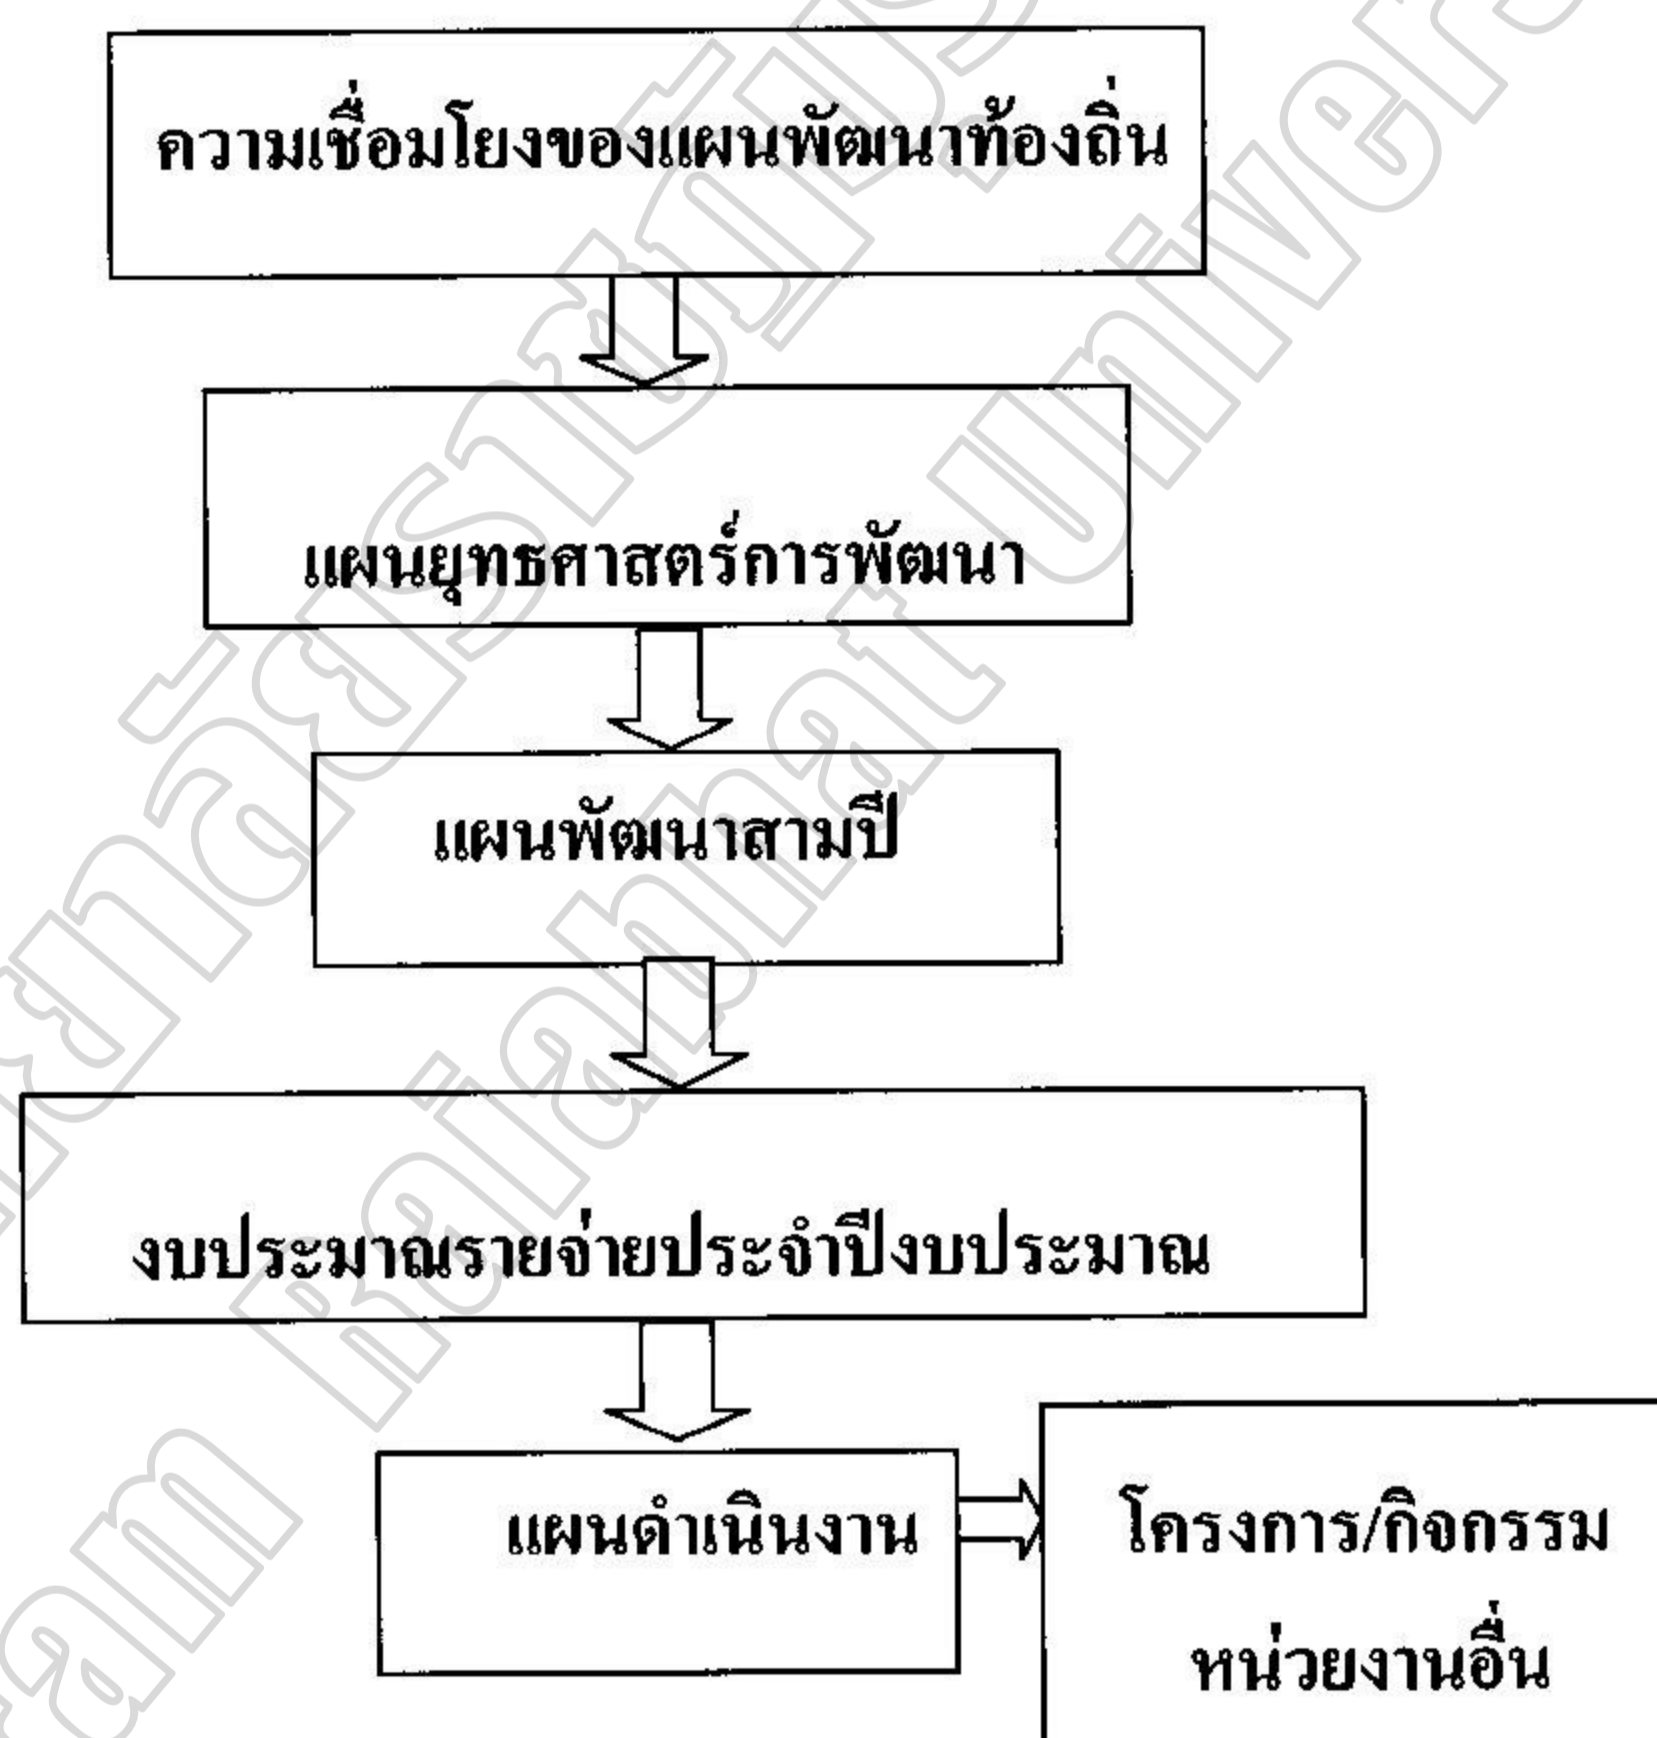 ความเชื่อมโยงของแผนพัฒนาท้องถิ่น
แผนยุทธศาสตร์การพัฒนา
แผนพัฒนาสามปี
งบประมาณรายจ่ายประจำปีงบประมาณ
แผนดำเนินงาน
โครงการ/กิจกรรม
หน่วยงานอื่น